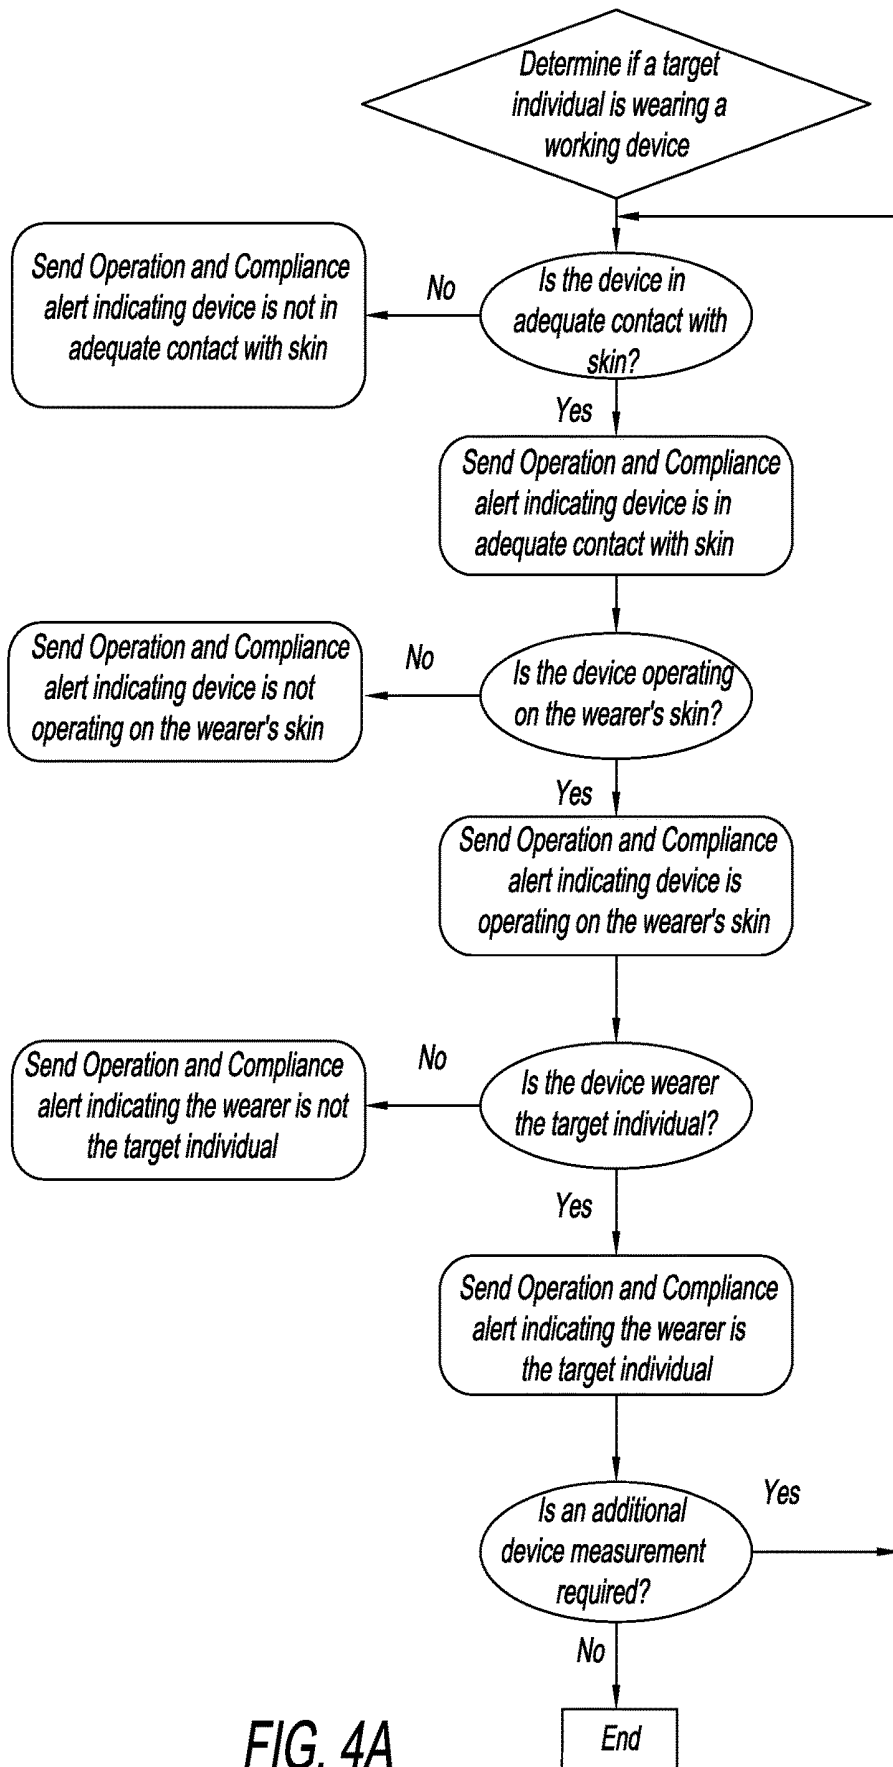 Determine if a target
individual is wearing a
working device
Is the device in
adequate contact with
skin?
No
Send Operation and Compliance
alert indicating device is not in
adequate contact with skin
Yes
Send Operation and Compliance
alert indicating device is in
adequate contact with skin
Is the device operating
on the wearer's skin?
No
Send Operation and Compliance
alert indicating device is not
operating on the wearer's skin
Yes
Send Operation and Compliance
alert indicating device is
operating on the wearer's skin
Is the device wearer
the target individual?
No
Send Operation and Compliance
alert indicating the wearer is not
the target individual
Yes
Send Operation and Compliance
alert indicating the wearer is
the target individual
Is an additional
device measurement
required?
Yes
No
End
FIG. 4A